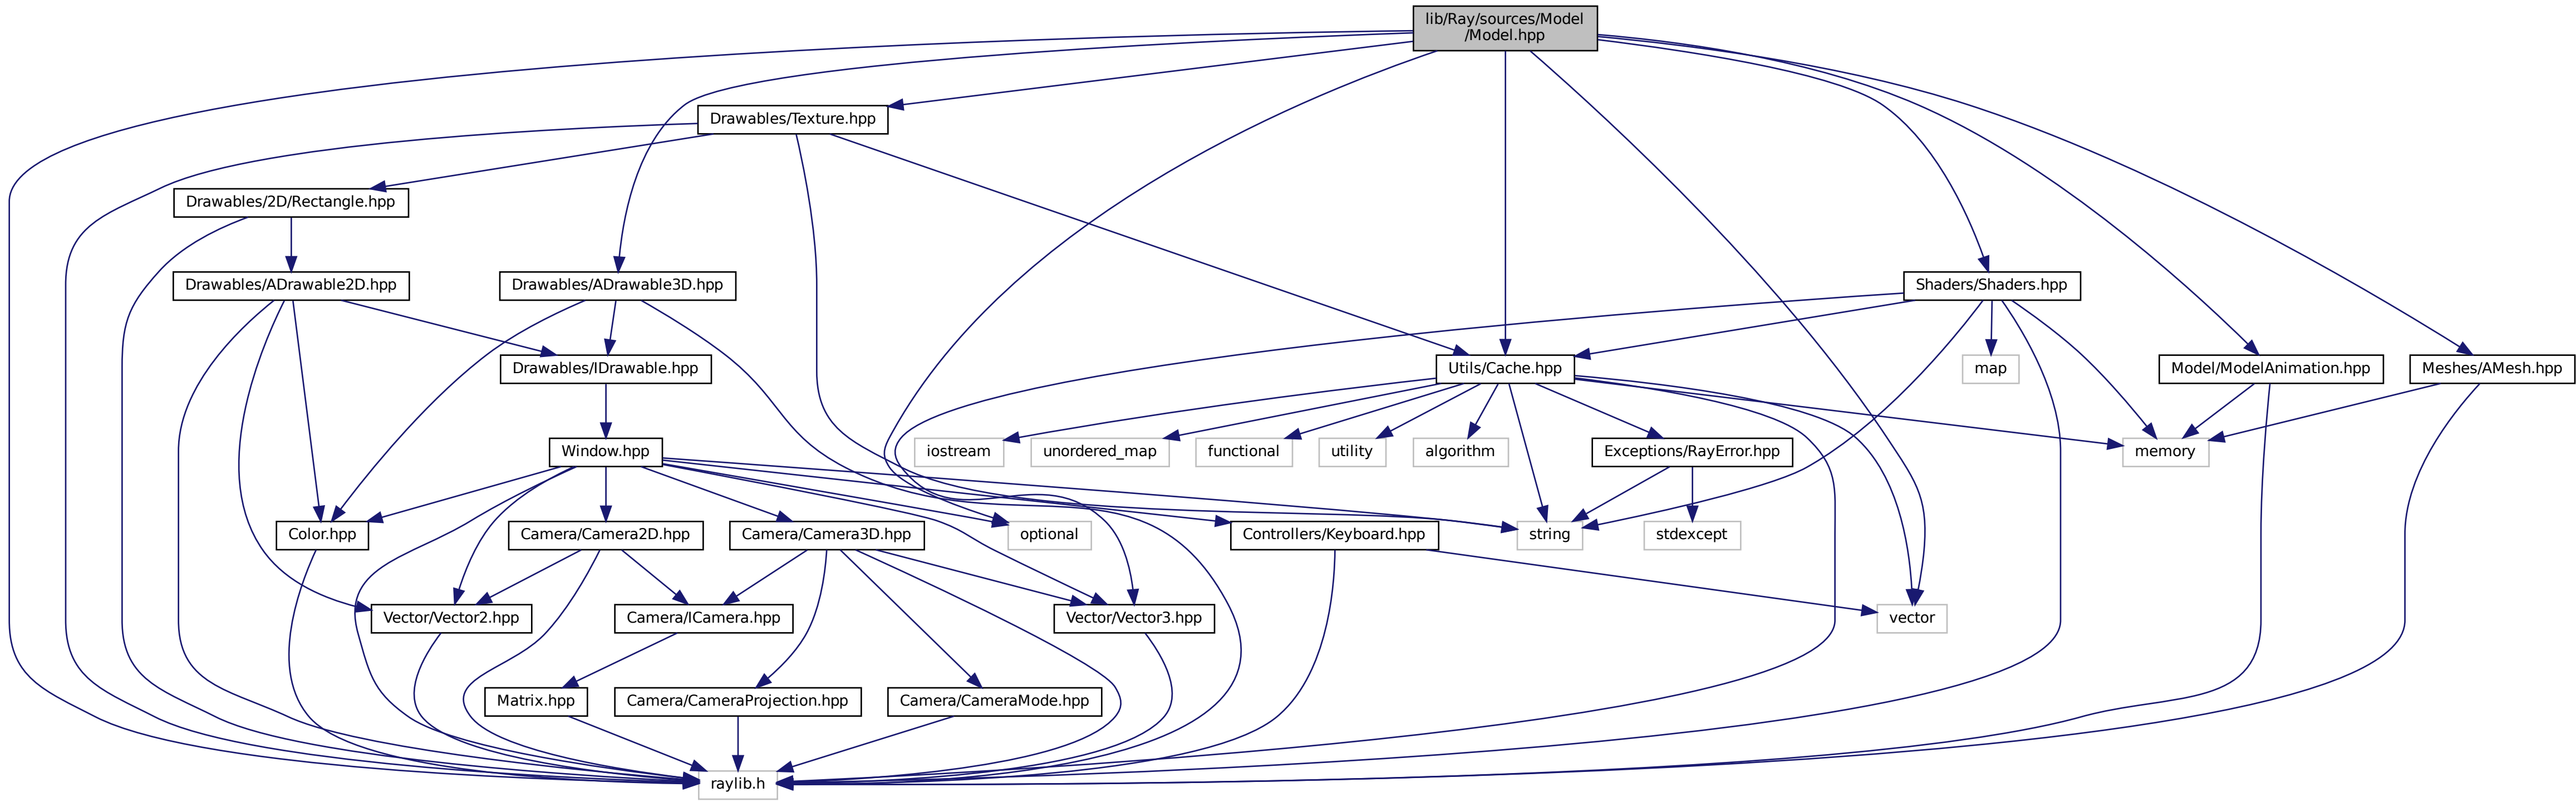 lib/Ray/sources/Model
/Model.hpp
Drawables/Texture.hpp
Drawables/2D/Rectangle.hpp
Drawables/ADrawable2D.hpp
Drawables/ADrawable3D.hpp
Shaders/Shaders.hpp
Drawables/IDrawable.hpp
Utils/Cache.hpp
map
Model/ModelAnimation.hpp
Meshes/AMesh.hpp
Window.hpp
iostream
unordered_map
functional
utility
algorithm
Exceptions/RayError.hpp
memory
Color.hpp
Camera/Camera2D.hpp
Camera/Camera3D.hpp
optional
Controllers/Keyboard.hpp
string
stdexcept
Vector/Vector2.hpp
Camera/ICamera.hpp
Vector/Vector3.hpp
vector
Matrix.hpp
Camera/CameraProjection.hpp
Camera/CameraMode.hpp
raylib.h